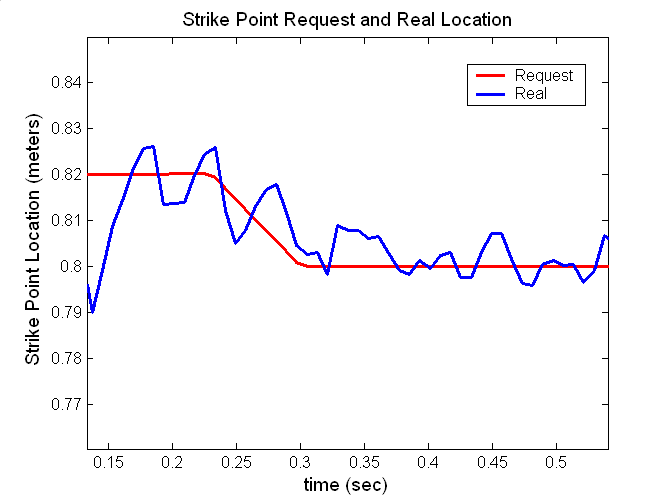 Strike Point Request and Real Location
Request
Real
0.84
0.83
0.82
0.81
0.8
0.79
0.78
0.77
Strike Point Location (meters)
0.15 0.2 0.25 0.3 0.35 0.4 0.45 0.5
time (sec)